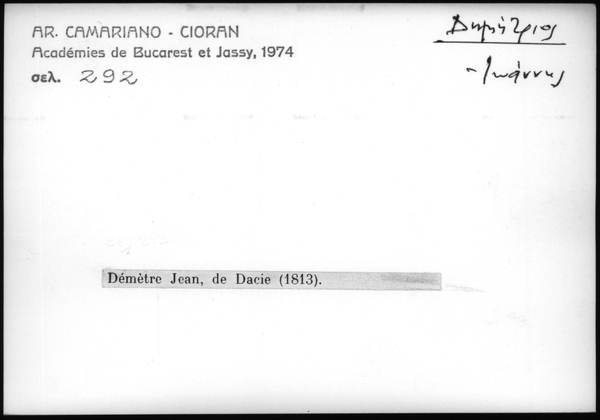 AR. CAMARIANO - CIORAN
Académies de Bucarest et Jassy, 1974
σελ. 292
Δημήτριος
- Ιωάννης
Démètre Jean, de Dacie (1813).